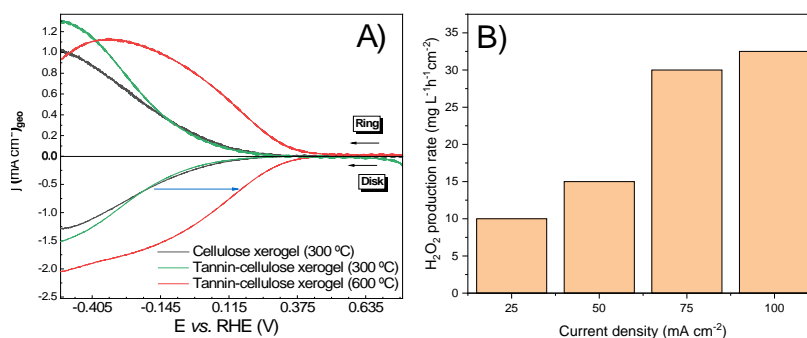 A)
j (mA cm⁻²)geo
1.2
1.0
0.8
0.6
0.4
0.2
0.0
0.0
-0.5
-1.0
-1.5
-2.0
-2.5
Ring
Disk
Cellulose xerogel (300 ºC)
Tannin-cellulose xerogel (300 ºC)
Tannin-cellulose xerogel (600 ºC)
-0.405 -0.145 0.115 0.375 0.635
E vs. RHE (V)
B)
H₂O₂ production rate (mg L⁻¹h⁻¹cm⁻²)
35
30
25
20
15
10
5
0
25 50 75 100
Current density (mA cm⁻²)